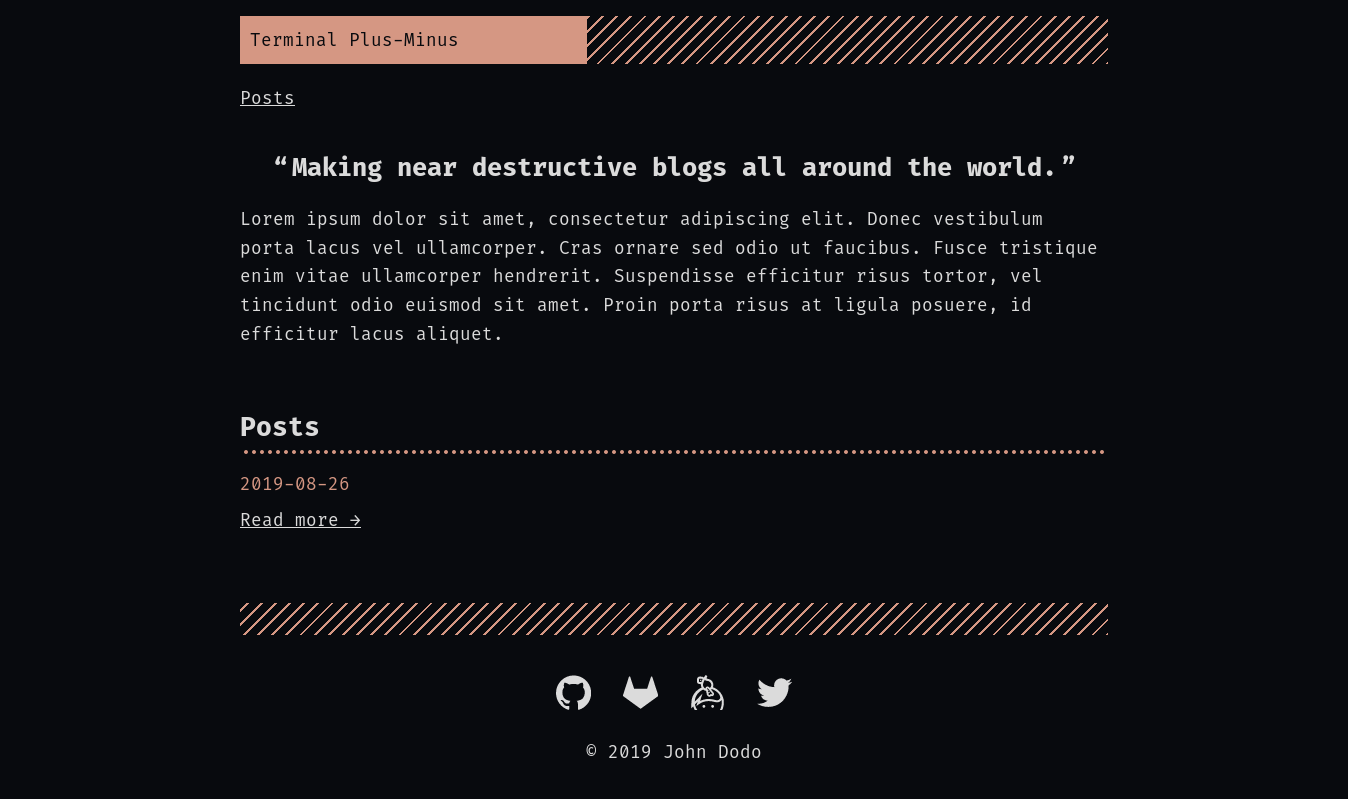 Terminal Plus-Minus
Posts
“Making near destructive blogs all around the world.”
Lorem ipsum dolor sit amet, consectetur adipiscing elit. Donec vestibulum
porta lacus vel ullamcorper. Cras ornare sed odio ut faucibus. Fusce tristique
enim vitae ullamcorper hendrerit. Suspendisse efficitur risus tortor, vel
tincidunt odio euismod sit amet. Proin porta risus at ligula posuere, id
efficitur lacus aliquet.
Posts
2019-08-26
Read more →
© 2019 John Dodo